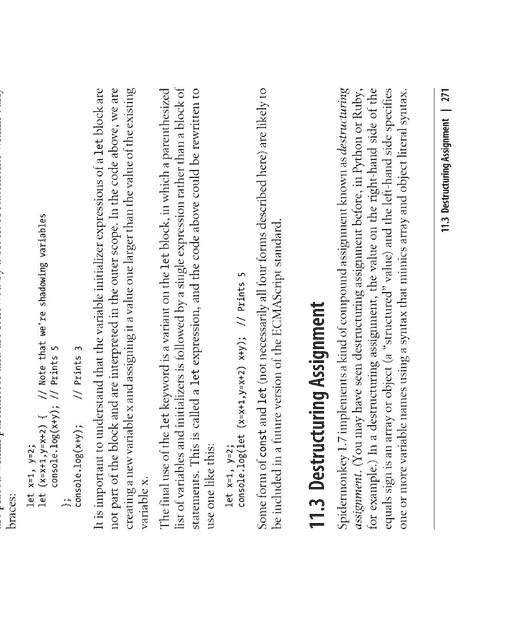 braces:
let x=1, y=2;
let (x=x+1,y=x+2) {   // Note that we're shadowing variables
console.log(x+y); // Prints 5
};
console.log(x+y);     // Prints 3
It is important to understand that the variable initializer expressions of a let block are
not part of the block and are interpreted in the outer scope. In the code above, we are
creating a new variable x and assigning it a value one larger than the value of the existing
variable x.
The final use of the let keyword is a variant on the let block, in which a parenthesized
list of variables and initializers is followed by a single expression rather than a block of
statements. This is called a let expression, and the code above could be rewritten to
use one like this:
let x=1, y=2;
console.log(let (x=x+1,y=x+2) x+y);  // Prints 5
Some form of const and let (not necessarily all four forms described here) are likely to
be included in a future version of the ECMAScript standard.
11.3 Destructuring Assignment
Spidermonkey 1.7 implements a kind of compound assignment known as destructuring
assignment. (You may have seen destructuring assignment before, in Python or Ruby,
for example.) In a destructuring assignment, the value on the right-hand side of the
equals sign is an array or object (a “structured” value) and the left-hand side specifies
one or more variable names using a syntax that mimics array and object literal syntax.
11.3 Destructuring Assignment | 271